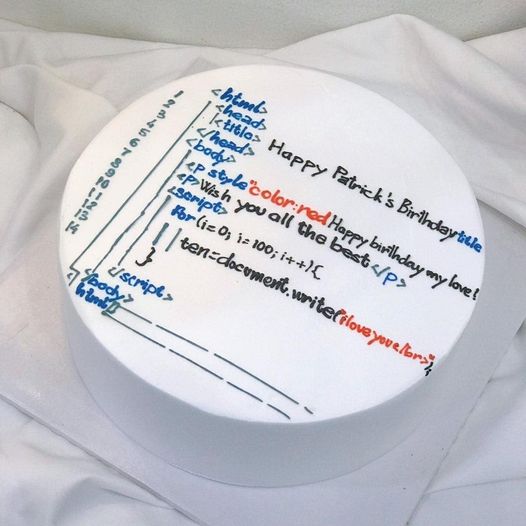 1
2
3
4
5
6
7
8
9
10
11
12
13
14
<html>
<head>
<title> Happy Patrick's Birthday title
</head>
<body>
<p style"color:red Happy birthday my love!
<p>Wish you all the best </p>
<script>
for (i=0; i=100; i++){
ten=document.write("i love you </br>");
}
</script>
</body>
html>